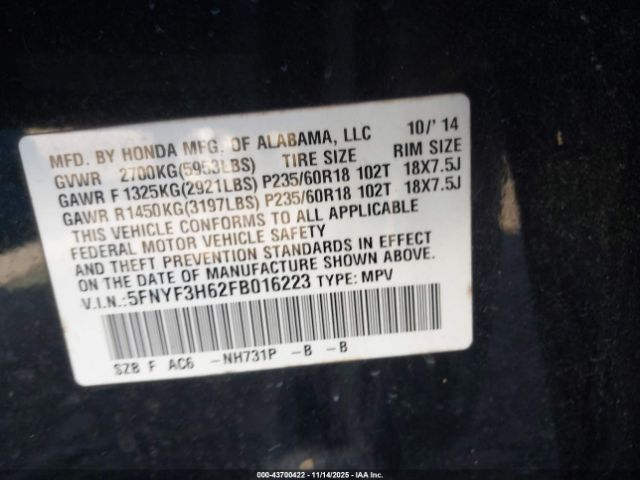 MFD. BY HONDA MFG. OF ALABAMA, LLC 10/'14
GVWR 2700KG(5953LBS) TIRE SIZE RIM SIZE
GAWR F 1325KG(2921LBS) P235/60R18 102T 18X7.5J
GAWR R1450KG(3197LBS) P235/60R18 102T 18X7.5J
THIS VEHICLE CONFORMS TO ALL APPLICABLE
FEDERAL MOTOR VEHICLE SAFETY
AND THEFT PREVENTION STANDARDS IN EFFECT
ON THE DATE OF MANUFACTURE SHOWN ABOVE.
V.I.N.:5FNYF3H62FB016223 TYPE: MPV
SZB F AC6 -NH731P -B -B
000-43700422 - 11/14/2025 - IAA Inc.